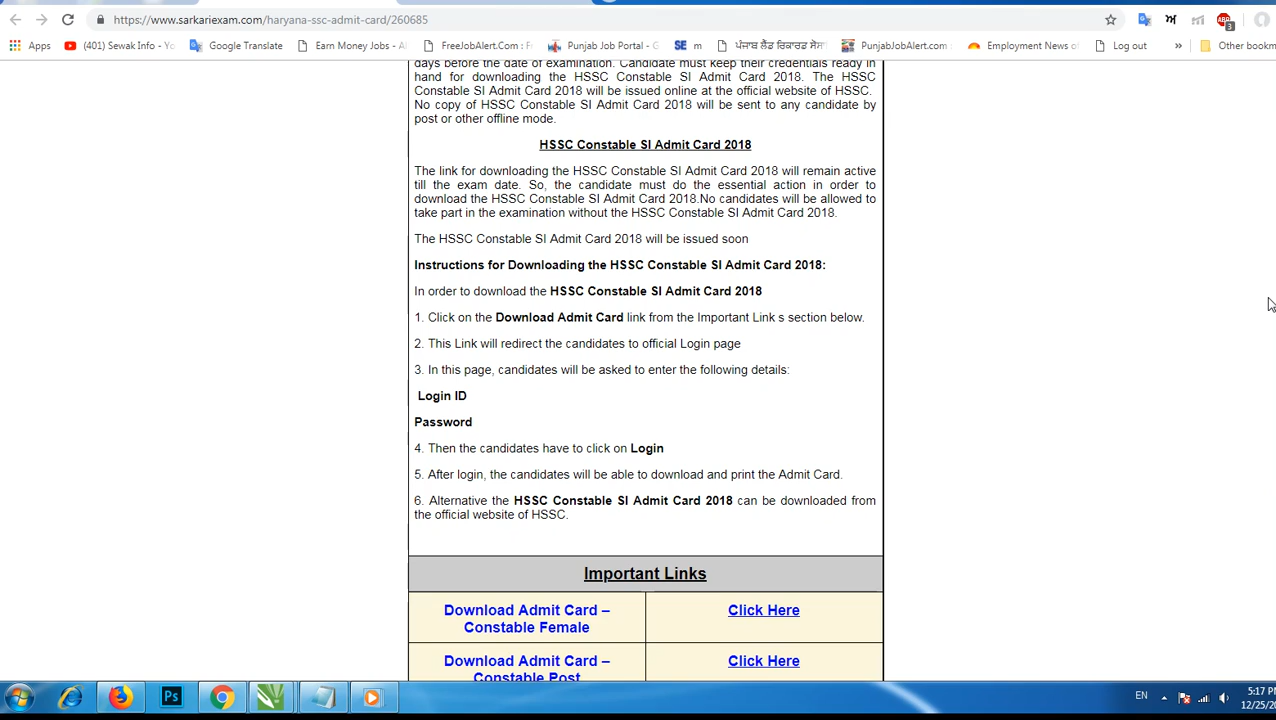 https://www.sarkariexam.com/haryana-ssc-admit-card/260685
ABP
3
Apps
(401) Sewak Info - Yo
Google Translate
Earn Money Jobs - Al
FreeJobAlert.Com : F
Punjab Job Portal - G
SE m
ਪੰਜਾਬ ਲੈਂਡ ਰਿਕਾਰਡ ਸੋਸ
PunjabJobAlert.com
Employment News of
Log out
»
Other bookm
days before the date of examination. Candidate must keep their credentials ready in
hand for downloading the HSSC Constable SI Admit Card 2018. The HSSC
Constable SI Admit Card 2018 will be issued online at the official website of HSSC.
No copy of HSSC Constable SI Admit Card 2018 will be sent to any candidate by
post or other offline mode.
HSSC Constable SI Admit Card 2018
The link for downloading the HSSC Constable SI Admit Card 2018 will remain active
till the exam date. So, the candidate must do the essential action in order to
download the HSSC Constable SI Admit Card 2018.No candidates will be allowed to
take part in the examination without the HSSC Constable SI Admit Card 2018.
The HSSC Constable SI Admit Card 2018 will be issued soon
Instructions for Downloading the HSSC Constable SI Admit Card 2018:
In order to download the HSSC Constable SI Admit Card 2018
1. Click on the Download Admit Card link from the Important Link s section below.
2. This Link will redirect the candidates to official Login page
3. In this page, candidates will be asked to enter the following details:
Login ID
Password
4. Then the candidates have to click on Login
5. After login, the candidates will be able to download and print the Admit Card.
6. Alternative the HSSC Constable SI Admit Card 2018 can be downloaded from
the official website of HSSC.
Important Links
Download Admit Card –
Constable Female
Click Here
Download Admit Card –
Constable Post
Click Here
Ps
EN
5:17 P
12/25/20